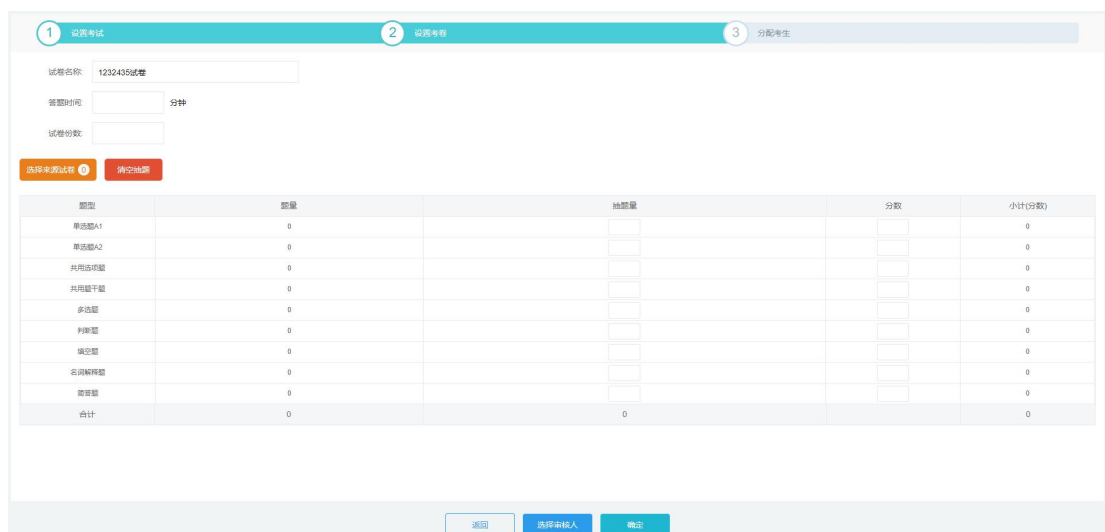 1 设置考试 2 设置考卷 3 分配考生
试卷名称 1232435试卷
答题时间 分钟
试卷份数
选择来源试卷 0 清空抽题
题型 题量 抽题量 分数 小计(分数)
单选题A1 0 0
单选题A2 0 0
共用选项题 0 0
共用题干题 0 0
多选题 0 0
判断题 0 0
填空题 0 0
名词解释题 0 0
简答题 0 0
合计 0 0 0
返回 选择审核人 确定